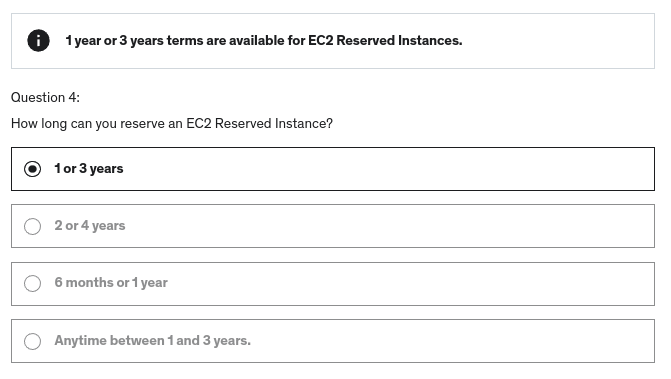 1 year or 3 years terms are available for EC2 Reserved Instances.
Question 4:
How long can you reserve an EC2 Reserved Instance?
1 or 3 years
2 or 4 years
6 months or 1 year
Anytime between 1 and 3 years.